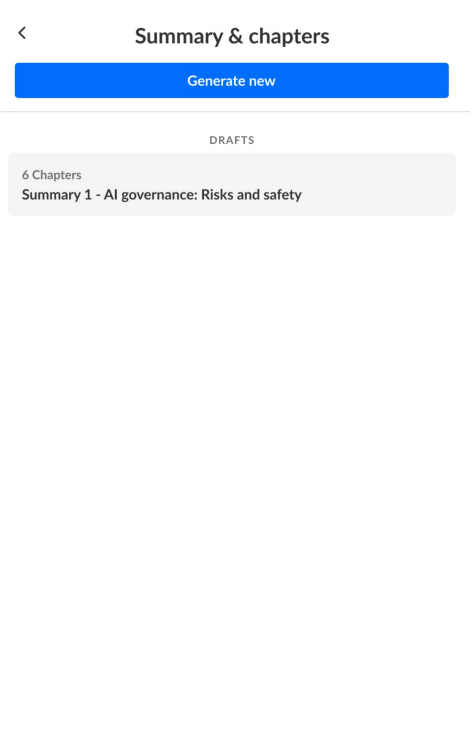 Summary & chapters
Generate new
DRAFTS
6 Chapters
Summary 1 - AI governance: Risks and safety